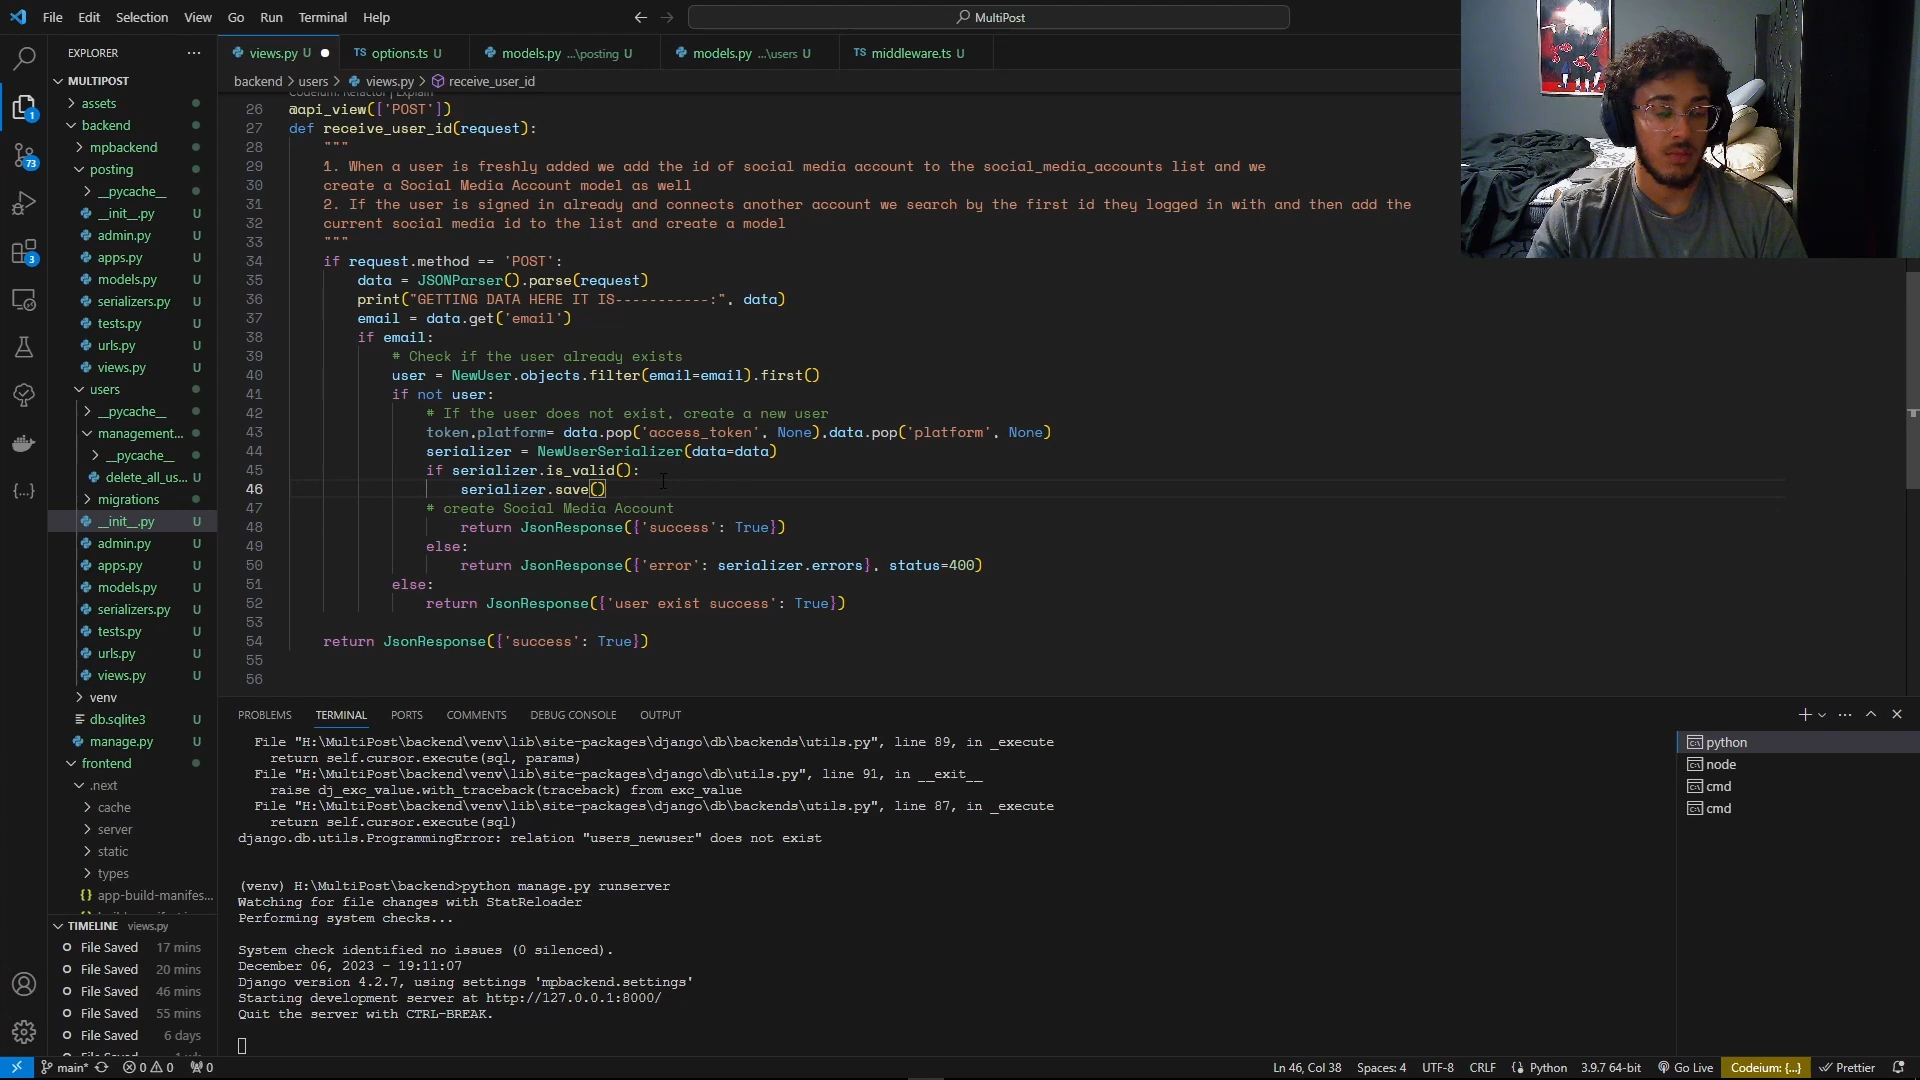 File Edit Selection View Go Run Terminal Help
MultiPost
EXPLORER
views.py U
options.ts U
models.py ...\posting U
models.py ...\users U
middleware.ts U
MULTIPOST
backend > users > views.py > receive_user_id
assets
backend
mpbackend
posting
__pycache__
__init__.py U
admin.py U
apps.py U
models.py U
serializers.py U
tests.py U
urls.py U
views.py U
users
__pycache__
management...
__pycache__
delete_all_us... U
migrations
__init__.py U
admin.py U
apps.py U
models.py U
serializers.py U
tests.py U
urls.py U
views.py U
venv
db.sqlite3 U
manage.py U
frontend
.next
cache
server
static
types
app-build-manifes...
TIMELINE views.py
File Saved 17 mins
File Saved 20 mins
File Saved 46 mins
File Saved 55 mins
File Saved 6 days
Codeium: Refactor | Explain
26 @api_view(['POST'])
27 def receive_user_id(request):
28 """
29 1. When a user is freshly added we add the id of social media account to the social_media_accounts list and we
30 create a Social Media Account model as well
31 2. If the user is signed in already and connects another account we search by the first id they logged in with and then add the
32 current social media id to the list and create a model
33 """
34 if request.method == 'POST':
35 data = JSONParser().parse(request)
36 print("GETTING DATA HERE IT IS-----------:", data)
37 email = data.get('email')
38 if email:
39 # Check if the user already exists
40 user = NewUser.objects.filter(email=email).first()
41 if not user:
42 # If the user does not exist, create a new user
43 token,platform= data.pop('access_token', None),data.pop('platform', None)
44 serializer = NewUserSerializer(data=data)
45 if serializer.is_valid():
46 serializer.save()
47 # create Social Media Account
48 return JsonResponse({'success': True})
49 else:
50 return JsonResponse({'error': serializer.errors}, status=400)
51 else:
52 return JsonResponse({'user exist success': True})
53
54 return JsonResponse({'success': True})
55
56
PROBLEMS TERMINAL PORTS COMMENTS DEBUG CONSOLE OUTPUT
File "H:\MultiPost\backend\venv\lib\site-packages\django\db\backends\utils.py", line 89, in _execute
return self.cursor.execute(sql, params)
File "H:\MultiPost\backend\venv\lib\site-packages\django\db\utils.py", line 91, in __exit__
raise dj_exc_value.with_traceback(traceback) from exc_value
File "H:\MultiPost\backend\venv\lib\site-packages\django\db\backends\utils.py", line 87, in _execute
return self.cursor.execute(sql)
django.db.utils.ProgrammingError: relation "users_newuser" does not exist
(venv) H:\MultiPost\backend>python manage.py runserver
Watching for file changes with StatReloader
Performing system checks...
System check identified no issues (0 silenced).
December 06, 2023 - 19:11:07
Django version 4.2.7, using settings 'mpbackend.settings'
Starting development server at http://127.0.0.1:8000/
Quit the server with CTRL-BREAK.
python
node
cmd
cmd
1
73
3
main* 0 0 0
Ln 46, Col 38 Spaces: 4 UTF-8 CRLF Python 3.9.7 64-bit Go Live Codeium: {...} Prettier